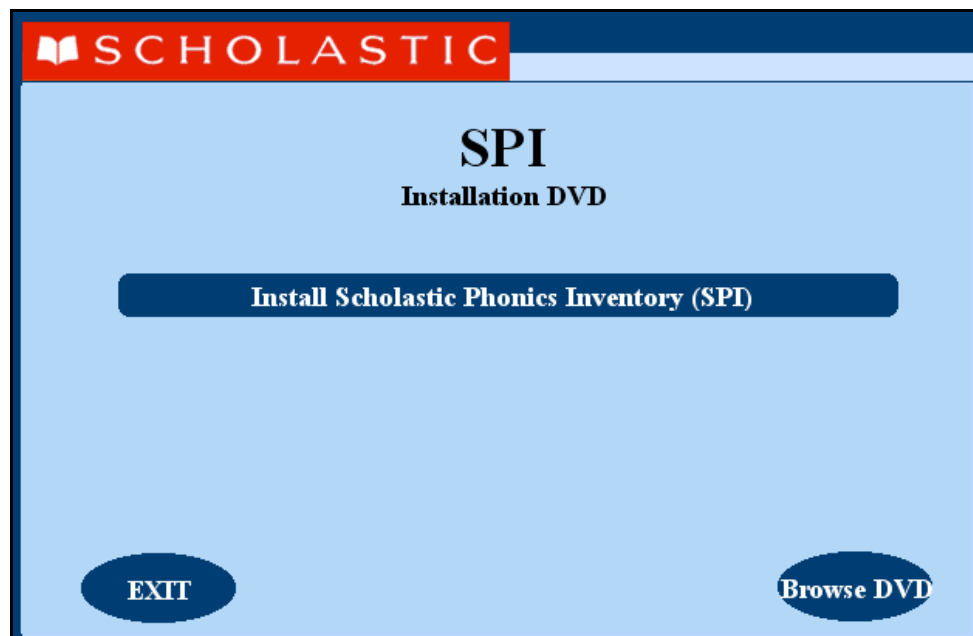 SCHOLASTIC
SPI
Installation DVD
Install Scholastic Phonics Inventory (SPI)
EXIT
Browse DVD